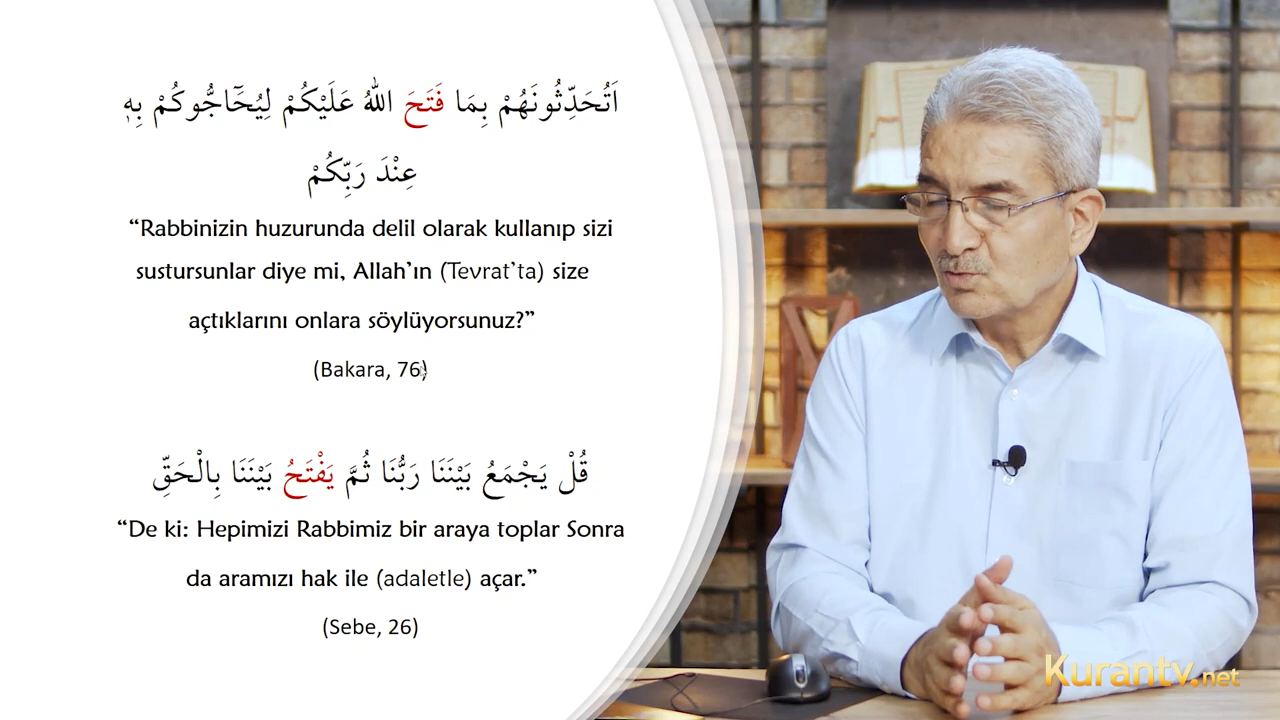 اَتُحَدِّثُونَهُمْ بِمَا فَتَحَ اللّٰهُ عَلَيْكُمْ لِيُحَٓاجُّوكُمْ بِه۪
عِنْدَ رَبِّكُمْ
“Rabbinizin huzurunda delil olarak kullanıp sizi
sustursunlar diye mi, Allah’ın (Tevrat’ta) size
açtıklarını onlara söylüyorsunuz?”
(Bakara, 76)
قُلْ يَجْمَعُ بَيْنَنَا رَبُّنَا ثُمَّ يَفْتَحُ بَيْنَنَا بِالْحَقِّ
“De ki: Hepimizi Rabbimiz bir araya toplar Sonra
da aramızı hak ile (adaletle) açar.”
(Sebe, 26)
Kurantv.net